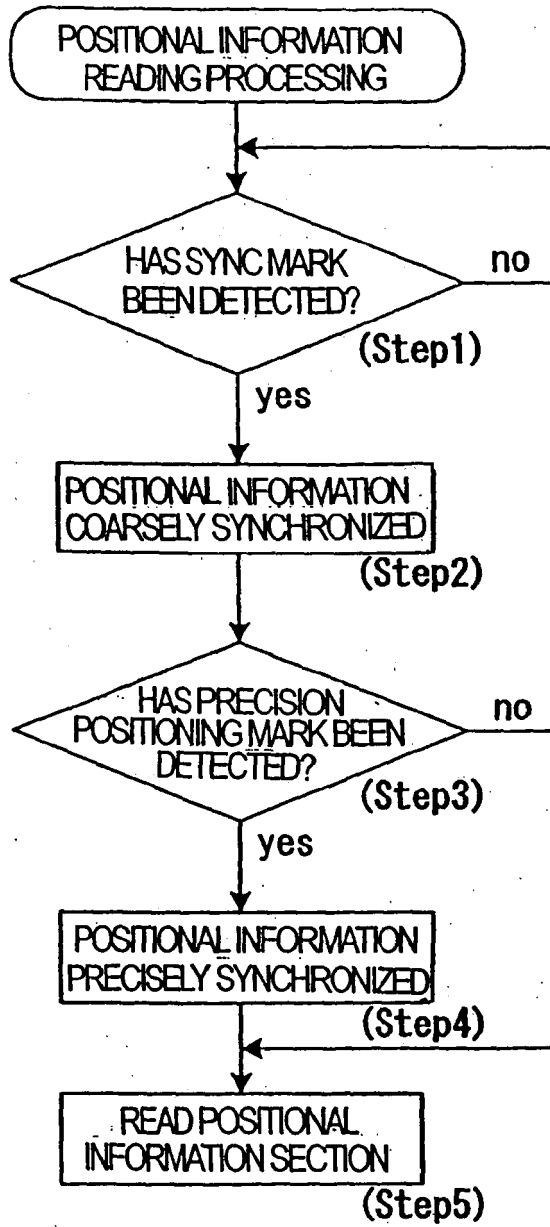 POSITIONAL INFORMATION
READING PROCESSING
HAS SYNC MARK
BEEN DETECTED?
no
(Step1)
yes
POSITIONAL INFORMATION
COARSELY SYNCHRONIZED
(Step2)
HAS PRECISION
POSITIONING MARK BEEN
DETECTED?
no
(Step3)
yes
POSITIONAL INFORMATION
PRECISELY SYNCHRONIZED
(Step4)
READ POSITIONAL
INFORMATION SECTION
(Step5)